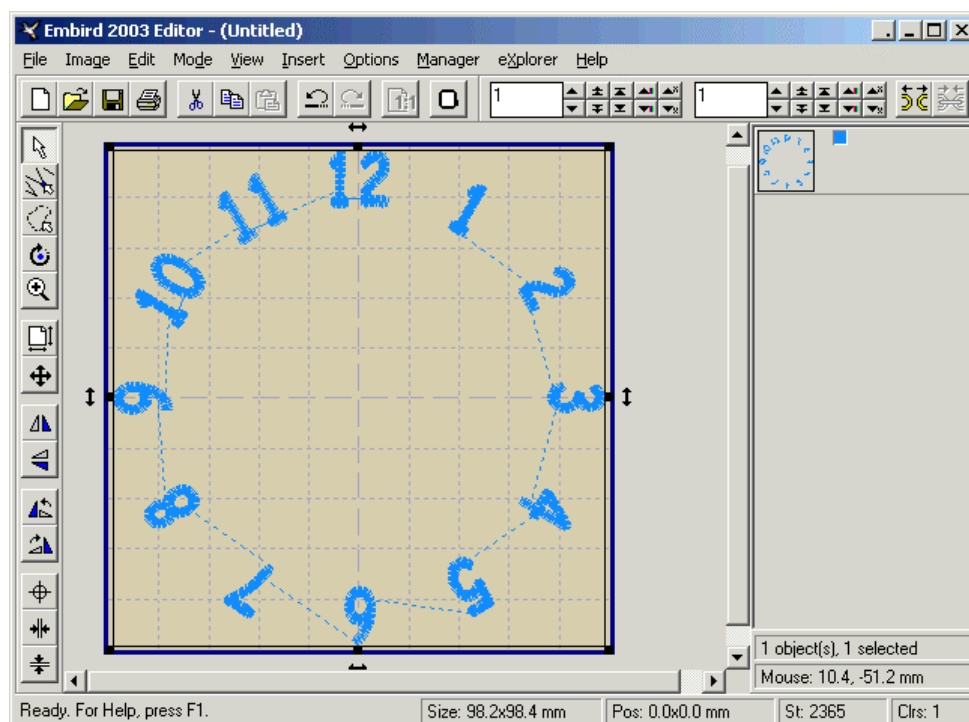 Embird 2003 Editor - (Untitled)
File Image Edit Mode View Insert Options Manager eXplorer Help
1:1 1 1
12
11 1
10 2
9 3
8 4
7 5
6
1 object(s), 1 selected
Mouse: 10.4, -51.2 mm
Ready. For Help, press F1. Size: 98.2x98.4 mm Pos: 0.0x0.0 mm St: 2365 Clrs: 1